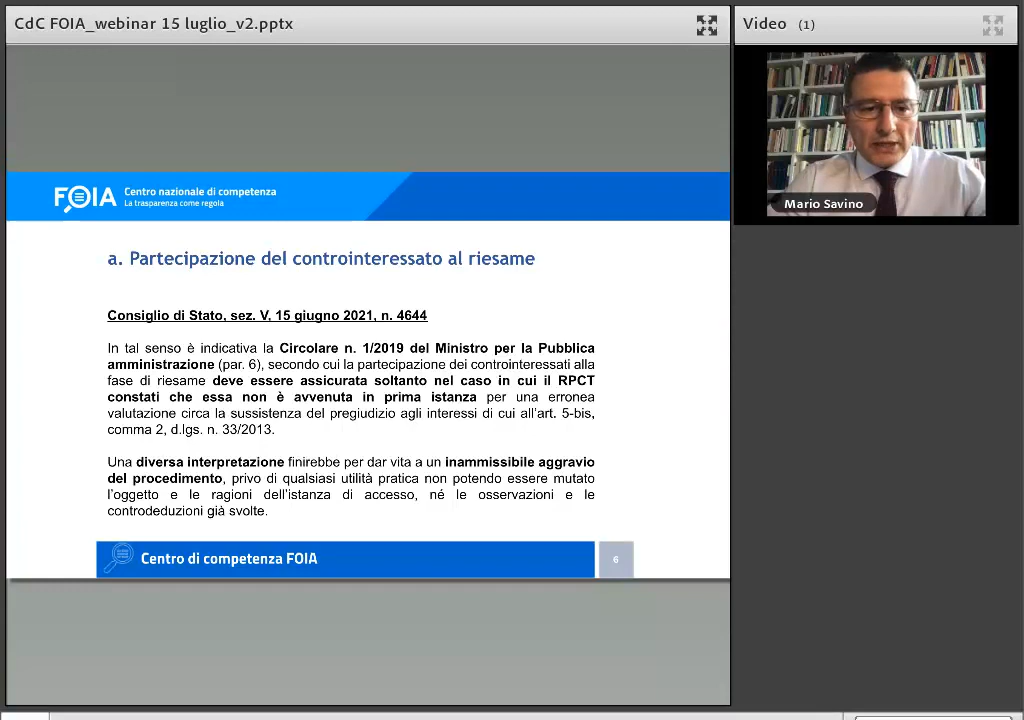 CdC FOIA_webinar 15 luglio_v2.pptx
Video (1)
Mario Savino
FOIA Centro nazionale di competenza
La trasparenza come regola
a. Partecipazione del controinteressato al riesame
Consiglio di Stato, sez. V, 15 giugno 2021, n. 4644
In tal senso è indicativa la Circolare n. 1/2019 del Ministro per la Pubblica
amministrazione (par. 6), secondo cui la partecipazione dei controinteressati alla
fase di riesame deve essere assicurata soltanto nel caso in cui il RPCT
constati che essa non è avvenuta in prima istanza per una erronea
valutazione circa la sussistenza del pregiudizio agli interessi di cui all'art. 5-bis,
comma 2, d.lgs. n. 33/2013.
Una diversa interpretazione finirebbe per dar vita a un inammissibile aggravio
del procedimento, privo di qualsiasi utilità pratica non potendo essere mutato
l'oggetto e le ragioni dell'istanza di accesso, né le osservazioni e le
controdeduzioni già svolte.
Centro di competenza FOIA
6